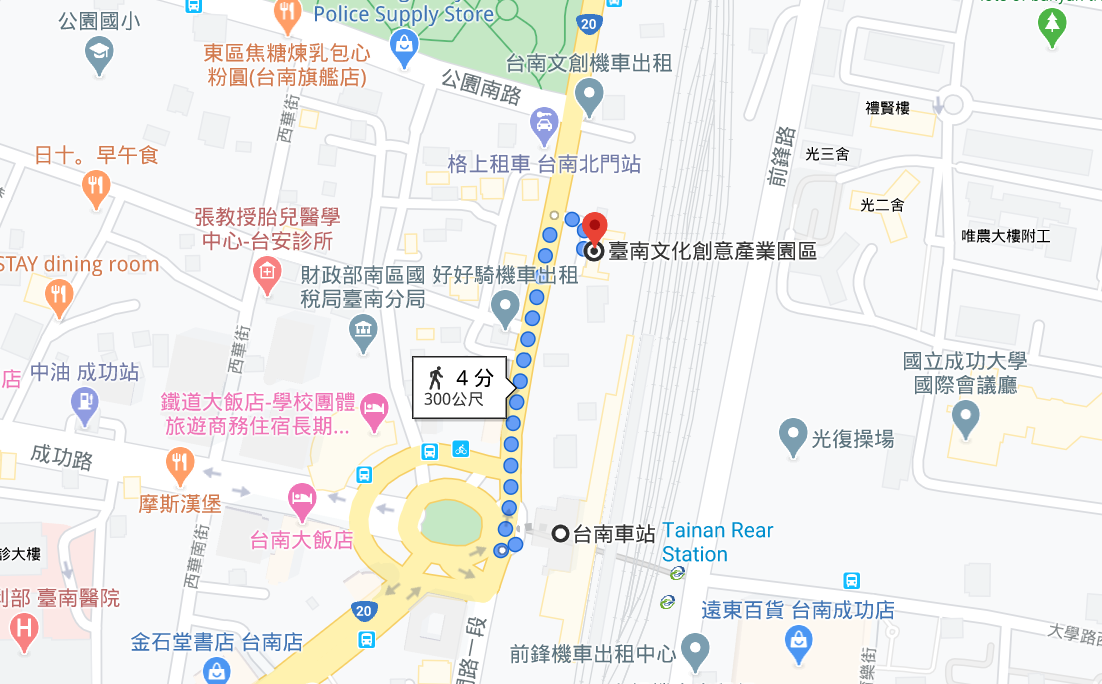 公園國小
Police Supply Store
20
東區焦糖煉乳包心
粉圓(台南旗艦店)
公園南路
台南文創機車出租
西華街
禮賢樓
前鋒路
光三舍
日十。早午食
格上租車 台南北門站
光二舍
張教授胎兒醫學
中心-台安診所
唯農大樓附工
臺南文化創意產業園區
STAY dining room
財政部南區國
稅局臺南分局
好好騎機車出租
西華街
4 分
300公尺
國立成功大學
國際會議廳
店
中油 成功站
鐵道大飯店-學校團體
旅遊商務住宿長期...
光復操場
成功路
摩斯漢堡
台南大飯店
台南車站
Tainan Rear
Station
診大樓
西華南街
臺南醫院
H
20
遠東百貨 台南成功店
金石堂書店 台南店
前鋒機車出租中心
路一段
大學路